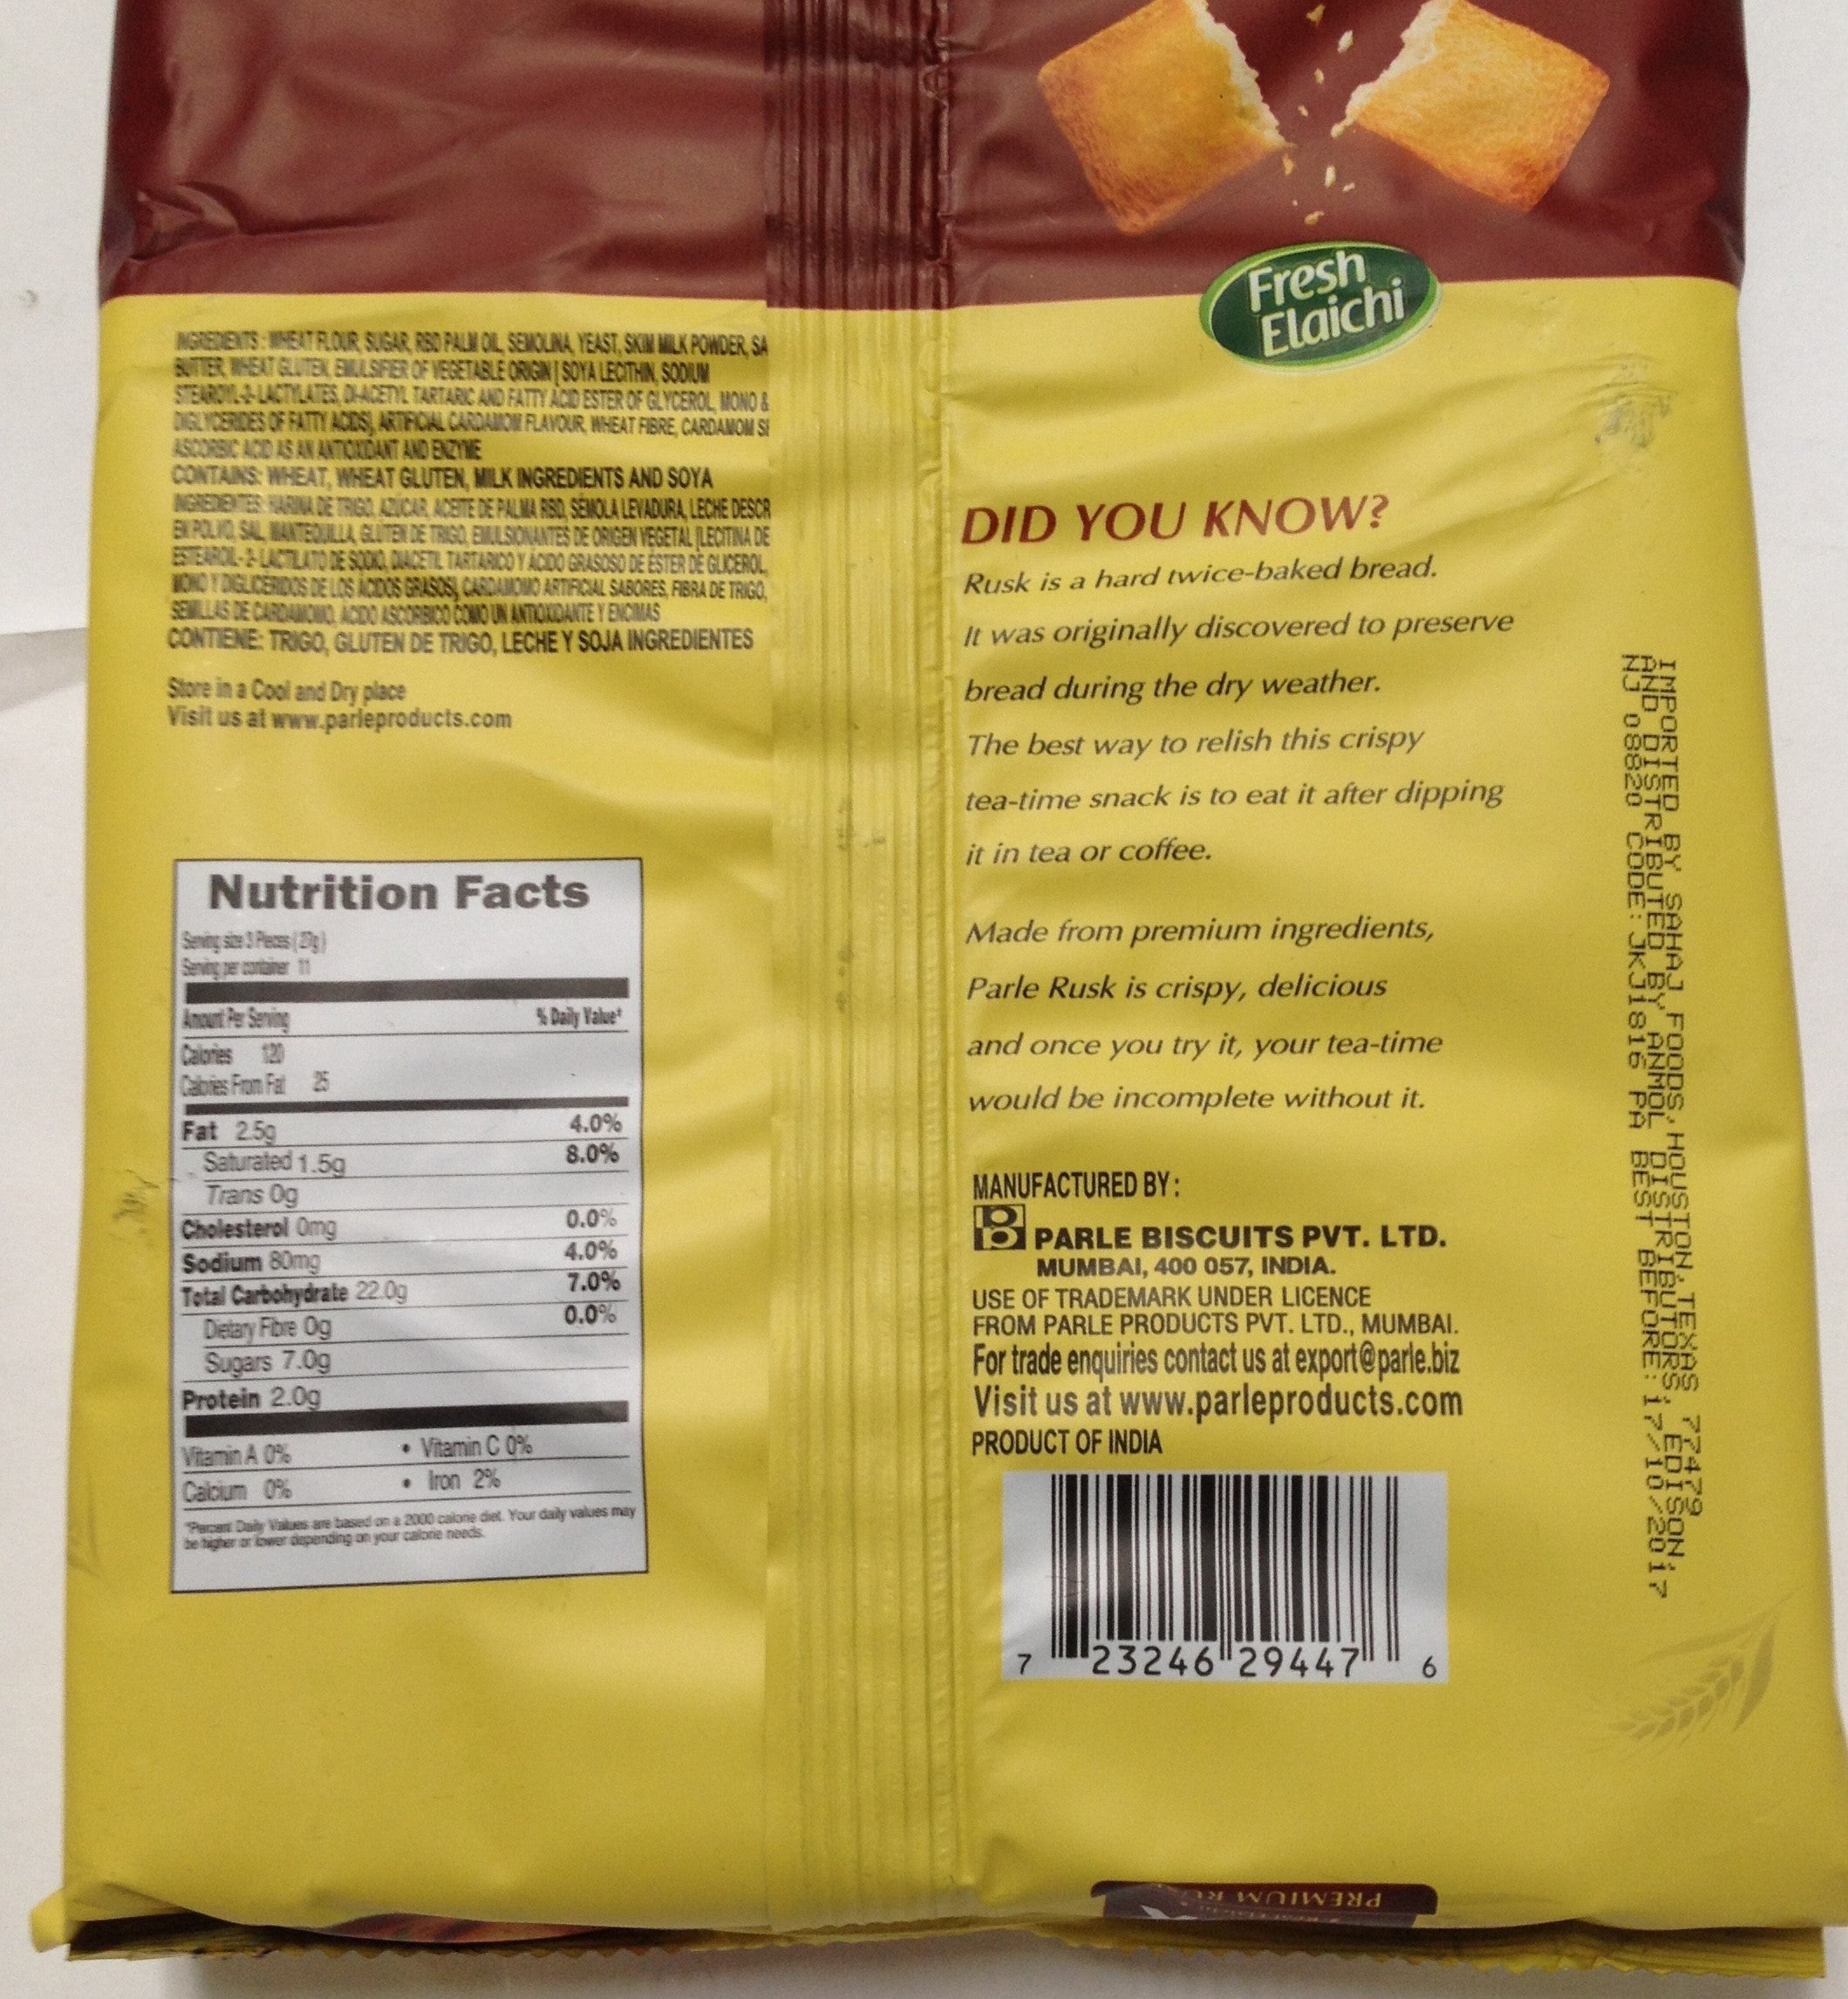 Fresh
Elaichi
INGREDIENTS : WHEAT FLOUR, SUGAR, RBD PALM OIL, SEMOLINA, YEAST, SKIM MILK POWDER, SA
BUTTER, WHEAT GLUTEN, EMULSIFIER OF VEGETABLE ORIGIN [ SOYA LECITHIN, SODIUM
STEAROYL-2- LACTYLATES, DI-ACETYL TARTARIC AND FATTY ACID ESTER OF GLYCEROL, MONO &
DIGLYCERIDES OF FATTY ACIDS], ARTIFICIAL CARDAMOM FLAVOUR, WHEAT FIBRE, CARDAMOM SE
ASCORBIC ACID AS AN ANTIOXIDANT AND ENZYME
CONTAINS: WHEAT, WHEAT GLUTEN, MILK INGREDIENTS AND SOYA
INGREDIENTES: HARINA DE TRIGO, AZÚCAR, ACEITE DE PALMA RBD, SÉMOLA LEVADURA, LECHE DESCR
EN POLVO, SAL, MANTEQUILLA, GLUTEN DE TRIGO, EMULSIONANTES DE ORIGEN VEGETAL [LECITINA DE
ESTEAROIL-2- LACTILATO DE SODIO, DIACETIL TARTARICO Y ÁCIDO GRASOSO DE ÉSTER DE GLICEROL,
MONO Y DIGLICERIDOS DE LOS ÁCIDOS GRASOS], CARDAMOMO ARTIFICIAL SABORES, FIBRA DE TRIGO,
SEMILLAS DE CARDAMOMO, ACIDO ASCORBICO COMO UN ANTIOXIDANTE Y ENCIMAS
CONTIENE: TRIGO, GLUTEN DE TRIGO, LECHE Y SOJA INGREDIENTES
Store in a Cool and Dry place
Visit us at www.parleproducts.com
Nutrition Facts
Serving size 3 Pieces (27g)
Serving per container 11
Amount Per Serving % Daily Value*
Calories 120
Calories From Fat 25
Fat 2.5g 4.0%
Saturated 1.5g 8.0%
Trans 0g
Cholesterol 0mg 0.0%
Sodium 80mg 4.0%
Total Carbohydrate 22.0g 7.0%
Dietary Fibre 0g 0.0%
Sugars 7.0g
Protein 2.0g
Vitamin A 0% • Vitamin C 0%
Calcium 0% • Iron 2%
*Percent Daily Values are based on a 2000 calorie diet. Your daily values may
be higher or lower depending on your calorie needs.
DID YOU KNOW?
Rusk is a hard twice-baked bread.
It was originally discovered to preserve
bread during the dry weather.
The best way to relish this crispy
tea-time snack is to eat it after dipping
it in tea or coffee.
Made from premium ingredients,
Parle Rusk is crispy, delicious
and once you try it, your tea-time
would be incomplete without it.
MANUFACTURED BY :
PARLE BISCUITS PVT. LTD.
MUMBAI, 400 057, INDIA.
USE OF TRADEMARK UNDER LICENCE
FROM PARLE PRODUCTS PVT. LTD., MUMBAI.
For trade enquiries contact us at export@parle.biz
Visit us at www.parleproducts.com
PRODUCT OF INDIA
7 23246 29447 6
IMPORTED BY SAHAJ FOODS, HOUSTON, TEXAS, 77479
AND DISTRIBUTED BY ANMOL DISTRIBUTORS, EDISON,
NJ 08820 CODE: JKJ1816 PA BEST BEFORE: 17/10/2017
PREMIUM RU